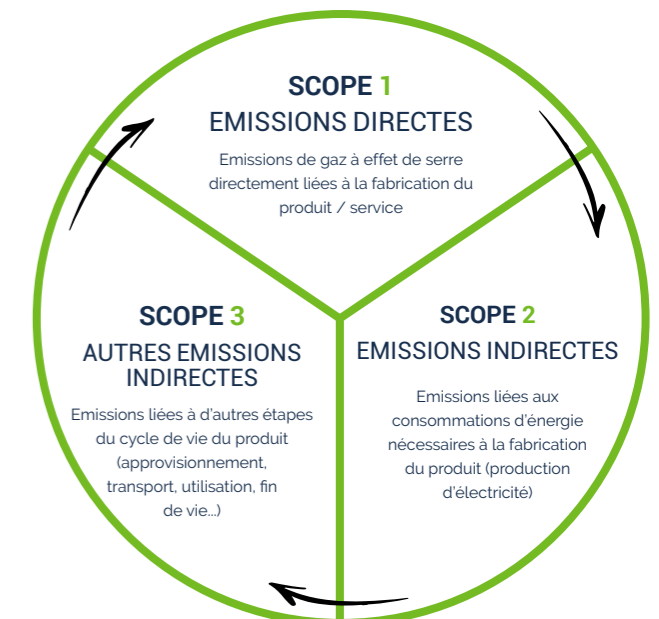 SCOPE 1
EMISSIONS DIRECTES
Emissions de gaz à effet de serre
directement liées à la fabrication du
produit / service
SCOPE 3
AUTRES EMISSIONS
INDIRECTES
Emissions liées à d'autres étapes
du cycle de vie du produit
(approvisionnement,
transport, utilisation, fin
de vie...)
SCOPE 2
EMISSIONS INDIRECTES
Emissions liées aux
consommations d'énergie
nécessaires à la fabrication
du produit (production
d'électricité)